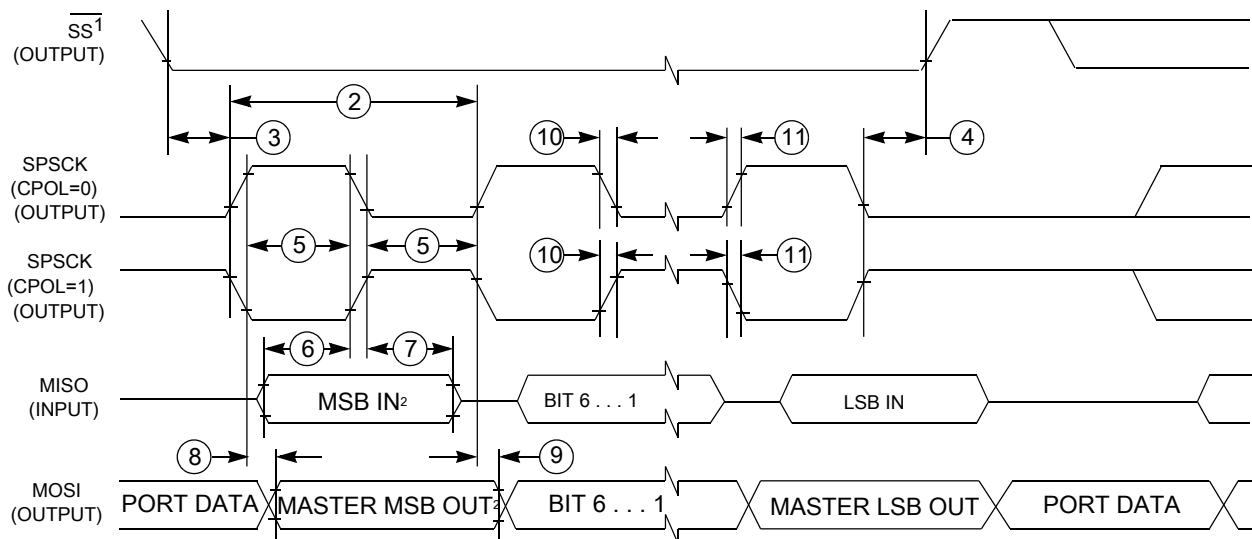 SS1
(OUTPUT)
2
3
10
11
4
SPSCK
(CPOL=0)
(OUTPUT)
5
5
SPSCK
(CPOL=1)
(OUTPUT)
10
11
6
7
MISO
(INPUT)
MSB IN2
BIT 6 . . . 1
LSB IN
8
9
MOSI
(OUTPUT)
PORT DATA
MASTER MSB OUT2
BIT 6 . . . 1
MASTER LSB OUT
PORT DATA